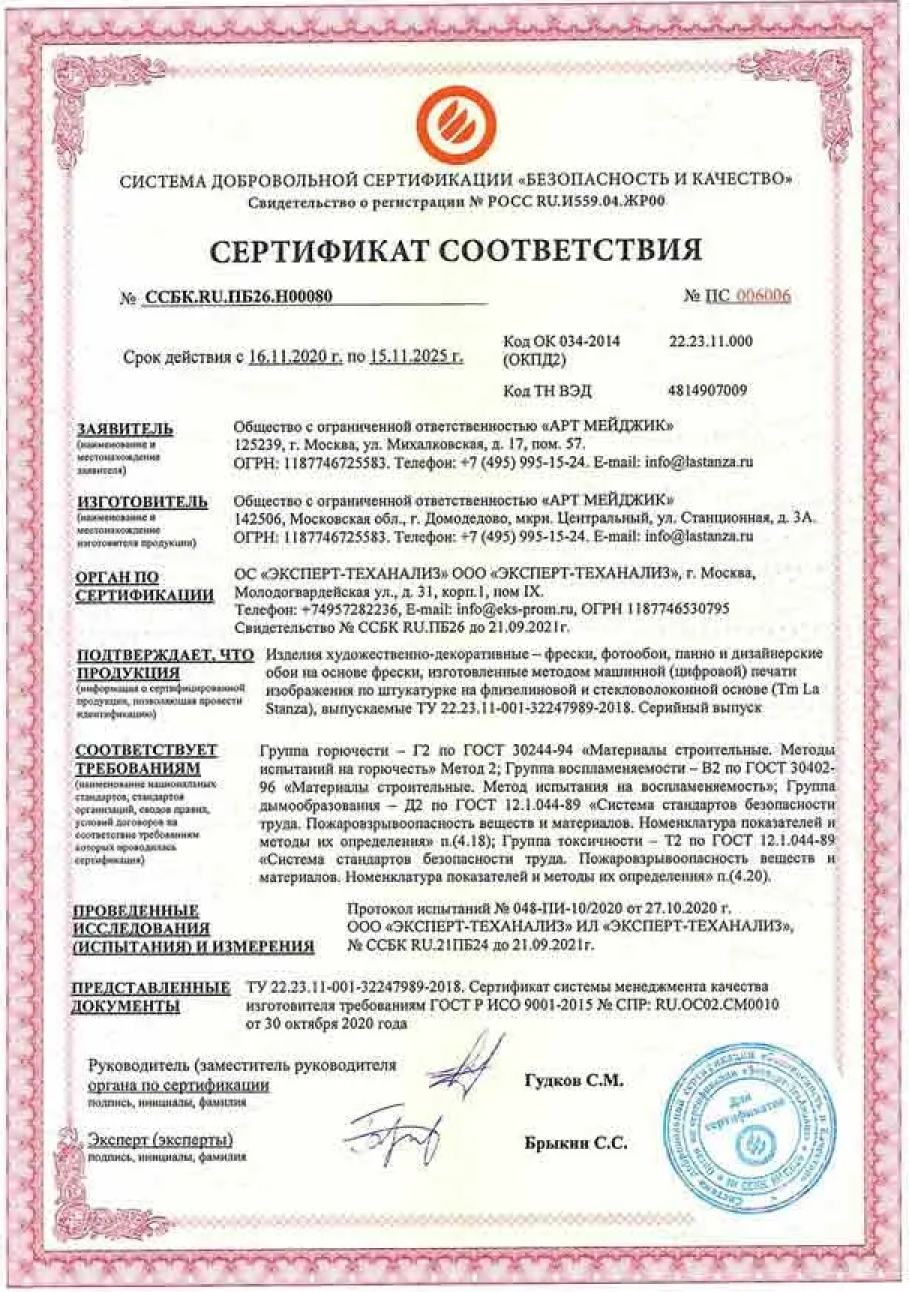 СИСТЕМА ДОБРОВОЛЬНОЙ СЕРТИФИКАЦИИ «БЕЗОПАСНОСТЬ И КАЧЕСТВО»
Свидетельство о регистрации № РОСС RU.И559.04.ЖР00
СЕРТИФИКАТ СООТВЕТСТВИЯ
№ ССБК.RU.ПБ26.Н00080 № ПС 006006
Срок действия с 16.11.2020 г. по 15.11.2025 г.
Код ОК 034-2014 22.23.11.000
(ОКПД2)
Код ТН ВЭД 4814907009
ЗАЯВИТЕЛЬ
(наименование и
местонахождение
заявителя)
Общество с ограниченной ответственностью «АРТ МЕЙДЖИК»
125239, г. Москва, ул. Михалковская, д. 17, пом. 57.
ОГРН: 1187746725583. Телефон: +7 (495) 995-15-24. E-mail: info@lastanza.ru
ИЗГОТОВИТЕЛЬ
(наименование и
местонахождение
изготовителя продукции)
Общество с ограниченной ответственностью «АРТ МЕЙДЖИК»
142506, Московская обл., г. Домодедово, мкрн. Центральный, ул. Станционная, д. 3А.
ОГРН: 1187746725583. Телефон: +7 (495) 995-15-24. E-mail: info@lastanza.ru
ОРГАН ПО
СЕРТИФИКАЦИИ
ОС «ЭКСПЕРТ-ТЕХАНАЛИЗ» ООО «ЭКСПЕРТ-ТЕХАНАЛИЗ», г. Москва,
Молодогвардейская ул., д. 31, корп.1, пом IX.
Телефон: +74957282236, E-mail: info@eks-prom.ru, ОГРН 1187746530795
Свидетельство № ССБК RU.ПБ26 до 21.09.2021г.
ПОДТВЕРЖДАЕТ, ЧТО
ПРОДУКЦИЯ
(информация о сертифицированной
продукции, позволяющая провести
идентификацию)
Изделия художественно-декоративные – фрески, фотообои, панно и дизайнерские
обои на основе фрески, изготовленные методом машинной (цифровой) печати
изображения по штукатурке на флизелиновой и стекловолоконной основе (Tm La
Stanza), выпускаемые ТУ 22.23.11-001-32247989-2018. Серийный выпуск
СООТВЕТСТВУЕТ
ТРЕБОВАНИЯМ
(наименование национальных
стандартов, стандартов
организаций, сводов правил,
условий договоров на
соответствие требованиям
которых проводилась
сертификация)
Группа горючести – Г2 по ГОСТ 30244-94 «Материалы строительные. Методы
испытаний на горючесть» Метод 2; Группа воспламеняемости – В2 по ГОСТ 30402-
96 «Материалы строительные. Метод испытания на воспламеняемость»; Группа
дымообразования – Д2 по ГОСТ 12.1.044-89 «Система стандартов безопасности
труда. Пожаровзрывоопасность веществ и материалов. Номенклатура показателей и
методы их определения» п.(4.18); Группа токсичности – Т2 по ГОСТ 12.1.044-89
«Система стандартов безопасности труда. Пожаровзрывоопасность веществ и
материалов. Номенклатура показателей и методы их определения» п.(4.20).
ПРОВЕДЕННЫЕ
ИССЛЕДОВАНИЯ
(ИСПЫТАНИЯ) И ИЗМЕРЕНИЯ
Протокол испытаний № 048-ПИ-10/2020 от 27.10.2020 г.
ООО «ЭКСПЕРТ-ТЕХАНАЛИЗ» ИЛ «ЭКСПЕРТ-ТЕХАНАЛИЗ»,
№ ССБК RU.21ПБ24 до 21.09.2021г.
ПРЕДСТАВЛЕННЫЕ
ДОКУМЕНТЫ
ТУ 22.23.11-001-32247989-2018. Сертификат системы менеджмента качества
изготовителя требованиям ГОСТ Р ИСО 9001-2015 № СПР: RU.ОС02.СМ0010
от 30 октября 2020 года
Руководитель (заместитель руководителя
органа по сертификации
подпись, инициалы, фамилия
Гудков С.М.
Эксперт (эксперты)
подпись, инициалы, фамилия
Брыкин С.С.
Для
сертификатов